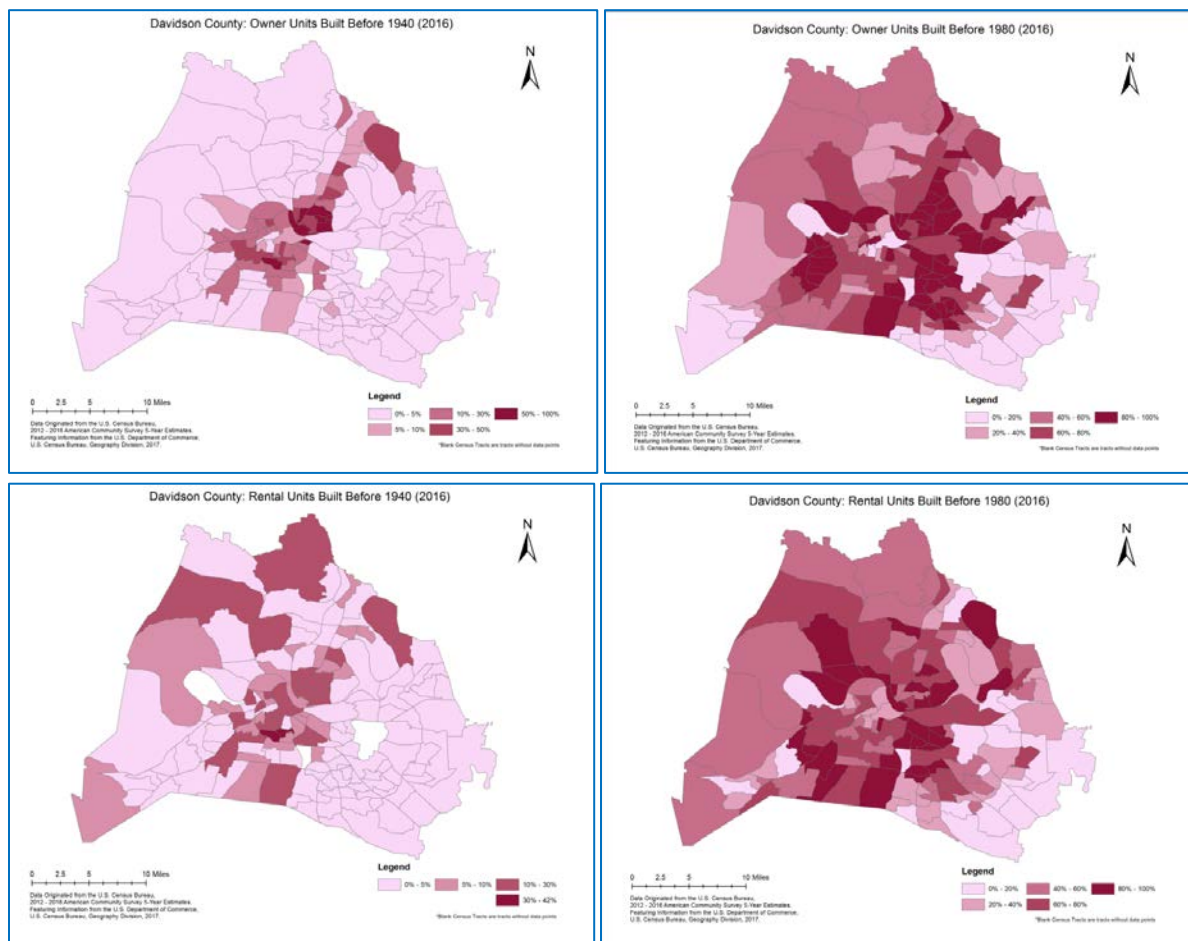 Davidson County: Owner Units Built Before 1940 (2016)
N
0 2.5 5 10 Miles
Data Originated from the U.S. Census Bureau,
2012 - 2016 American Community Survey 5-Year Estimates.
Featuring Information from the U.S. Department of Commerce,
U.S. Census Bureau, Geography Division, 2017.
Legend
0% - 5% 10% - 30% 50% - 100%
5% - 10% 30% - 50%
*Blank Census Tracts are tracts without data points
Davidson County: Owner Units Built Before 1980 (2016)
N
0 2.5 5 10 Miles
Data Originated from the U.S. Census Bureau,
2012 - 2016 American Community Survey 5-Year Estimates.
Featuring Information from the U.S. Department of Commerce,
U.S. Census Bureau, Geography Division, 2017.
Legend
0% - 20% 40% - 60% 80% - 100%
20% - 40% 60% - 80%
*Blank Census Tracts are tracts without data points
Davidson County: Rental Units Built Before 1940 (2016)
N
0 2.5 5 10 Miles
Data Originated from the U.S. Census Bureau,
2012 - 2016 American Community Survey 5-Year Estimates.
Featuring Information from the U.S. Department of Commerce,
U.S. Census Bureau, Geography Division, 2017.
Legend
0% - 5% 5% - 10% 10% - 30%
30% - 42%
*Blank Census Tracts are tracts without data points
Davidson County: Rental Units Built Before 1980 (2016)
N
0 2.5 5 10 Miles
Data Originated from the U.S. Census Bureau,
2012 - 2016 American Community Survey 5-Year Estimates.
Featuring Information from the U.S. Department of Commerce,
U.S. Census Bureau, Geography Division, 2017.
Legend
0% - 20% 40% - 60% 80% - 100%
20% - 40% 60% - 80%
*Blank Census Tracts are tracts without data points